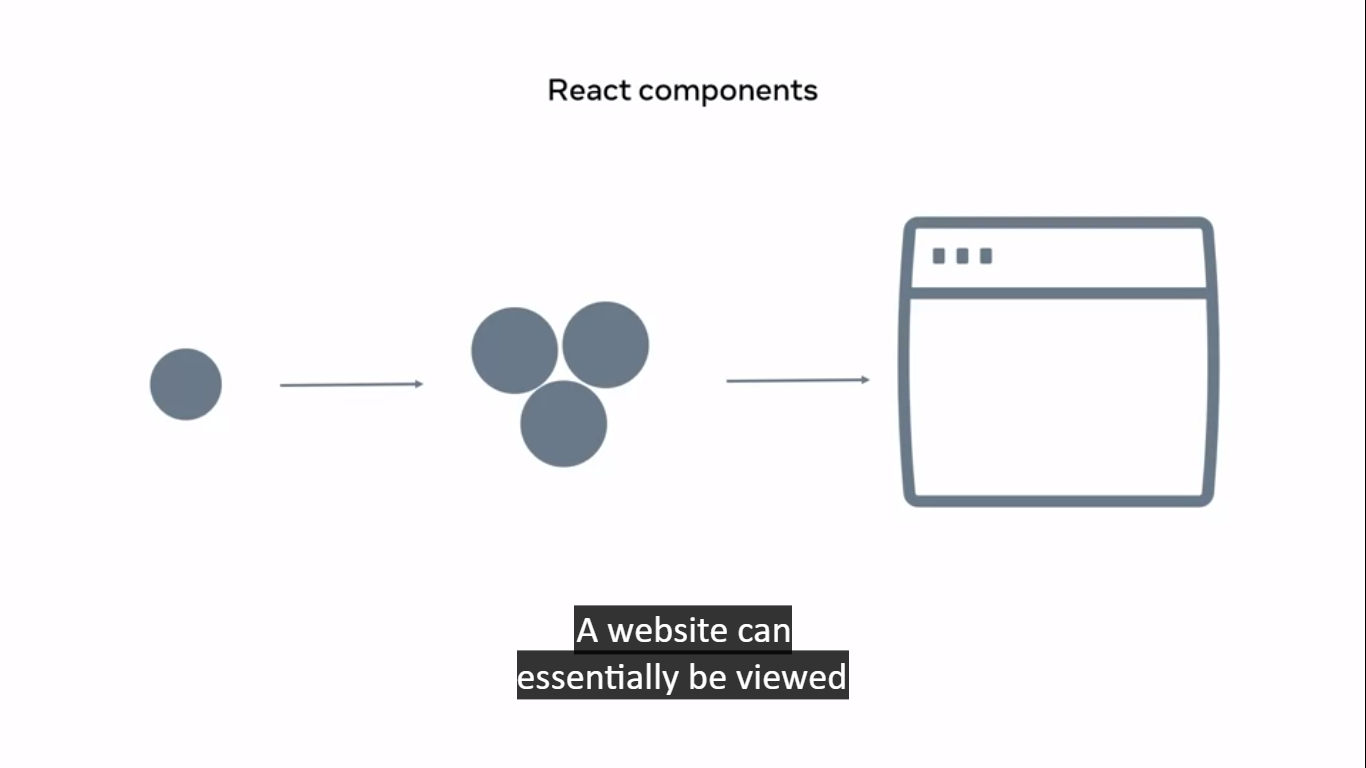 React components
A website can
essentially be viewed